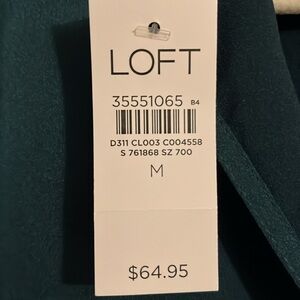 LOFT
35551065 B4
D311 CL003 C004558
S 761868 SZ 700
M
$64.95